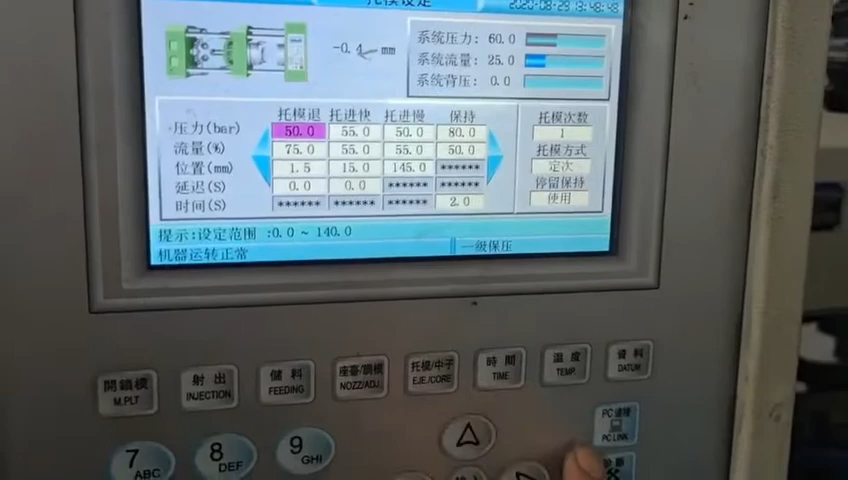 托模设定
2020-08-29 13:48:48
-0.4 mm
系统压力: 60.0
系统流量: 25.0
系统背压: 0.0
托模退 托进快 托进慢 保持
压力(bar) 50.0 55.0 50.0 80.0
流量(%) 75.0 55.0 55.0 50.0
位置(mm) 1.5 15.0 145.0 ******
延迟(S) 0.0 0.0 ****** ******
时间(S) ****** ****** ****** 2.0
托模次数
1
托模方式
定次
停留保持
使用
提示:设定范围 :0.0 ~ 140.0
机器运转正常 一级保压
開鎖模 M.PLT
射出 INJECTION
儲料 FEEDING
座臺/調模 NOZZ/ADJ.
托模/中子 EJE./CORE
時間 TIME
溫度 TEMP.
資料 DATUM
7 ABC
8 DEF
9 GHI
PC連接
PC LINK
診斷